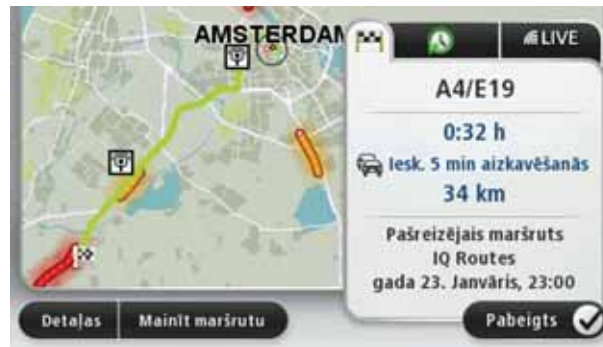 AMSTERDAM
LIVE
A4/E19
0:32 h
Iesk. 5 min aizkavēšanās
34 km
Pašreizējais maršruts
IQ Routes
gada 23. Janvāris, 23:00
Detaļas
Mainīt maršrutu
Pabeigts